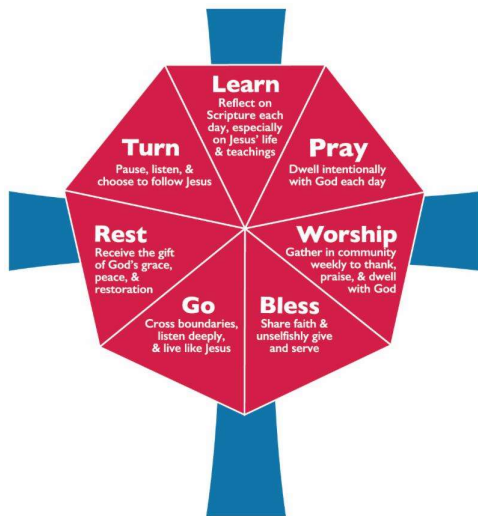 Learn
Reflect on
Scripture each
day, especially
on Jesus' life
& teachings
Turn
Pause, listen, &
choose to follow Jesus
Pray
Dwell intentionally
with God each day
Rest
Receive the gift
of God's grace,
peace, &
restoration
Worship
Gather in community
weekly to thank,
praise, & dwell
with God
Go
Cross boundaries,
listen deeply,
& live like Jesus
Bless
Share faith &
unselfishly give
and serve